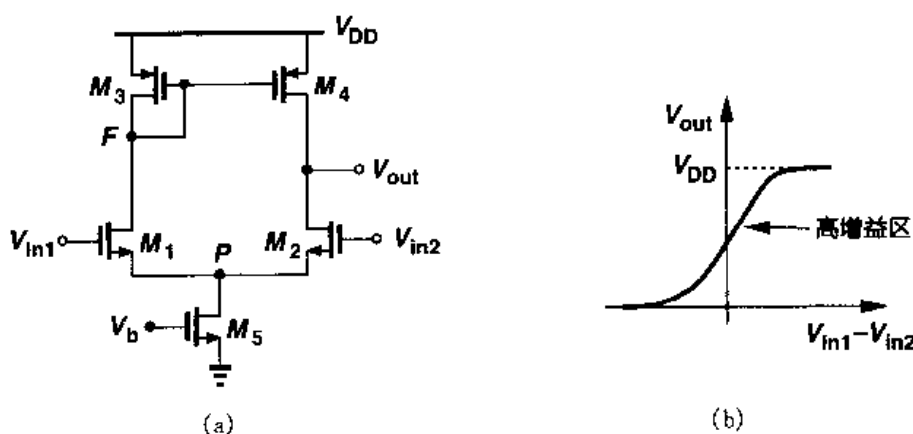 V_DD
M_3
M_4
F
V_out
V_in1
M_1
P
M_2
V_in2
V_b
M_5
(a)
V_out
V_DD
高增益区
V_in1-V_in2
(b)